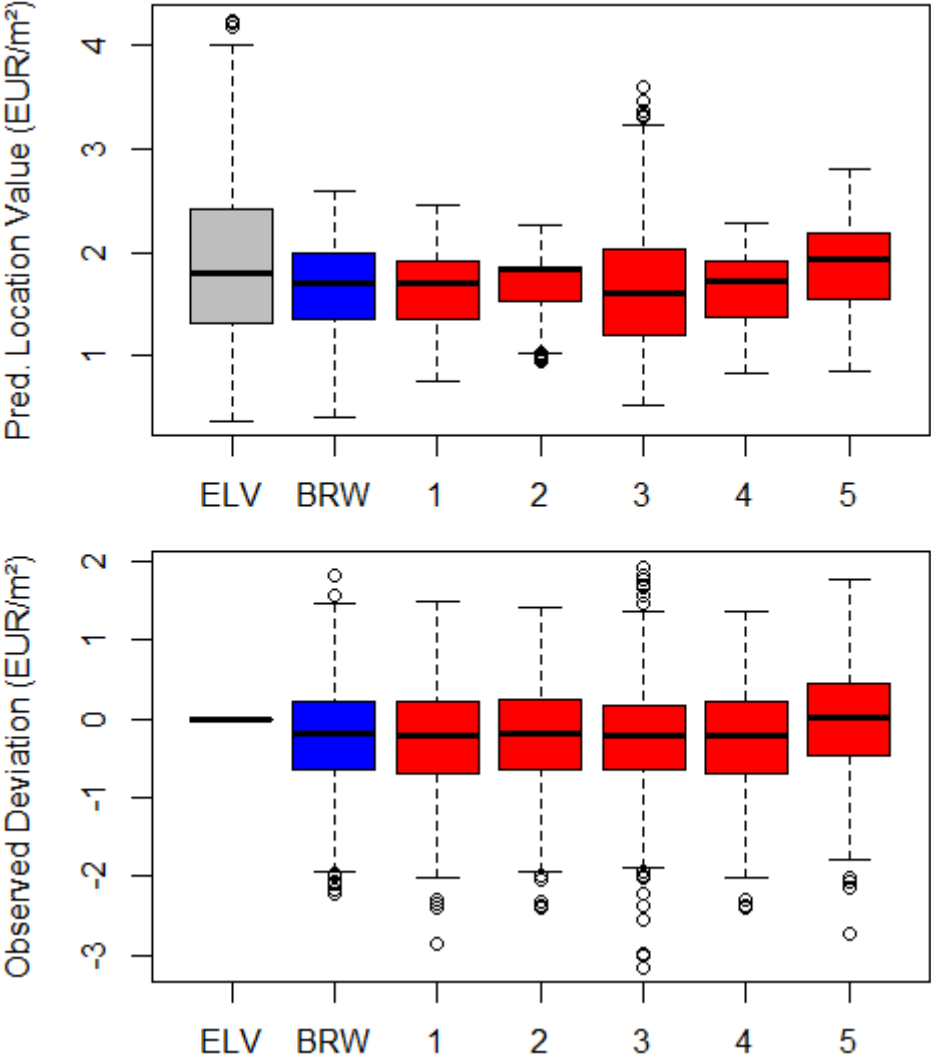 Pred. Location Value (EUR/m²)
4
3
2
1
ELV BRW 1 2 3 4 5
Observed Deviation (EUR/m²)
2
1
0
-1
-2
-3
ELV BRW 1 2 3 4 5